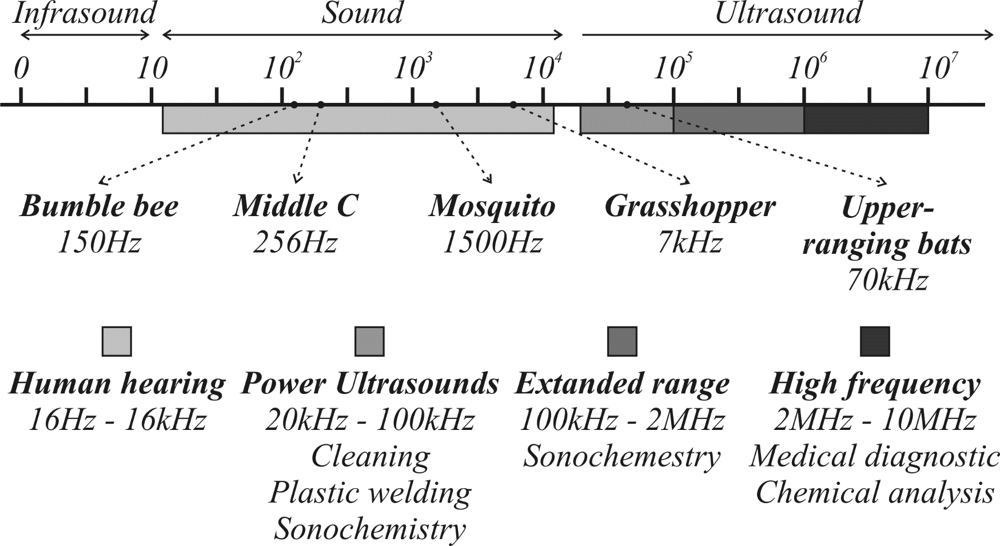 Infrasound Sound Ultrasound
0 10 10² 10³ 10⁴ 10⁵ 10⁶ 10⁷
Bumble bee
150Hz
Middle C
256Hz
Mosquito
1500Hz
Grasshopper
7kHz
Upper-
ranging bats
70kHz
Human hearing
16Hz - 16kHz
Power Ultrasounds
20kHz - 100kHz
Cleaning
Plastic welding
Sonochemistry
Extanded range
100kHz - 2MHz
Sonochemestry
High frequency
2MHz - 10MHz
Medical diagnostic
Chemical analysis